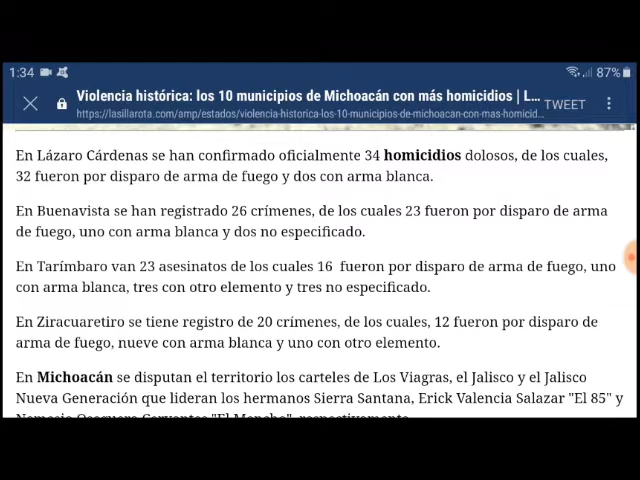 1:34 87%
Violencia histórica: los 10 municipios de Michoacán con más homicidios | L...
https://lasillarota.com/amp/estados/violencia-historica-los-10-municipios-de-michoacan-con-mas-homicid...
TWEET
En Lázaro Cárdenas se han confirmado oficialmente 34 homicidios dolosos, de los cuales,
32 fueron por disparo de arma de fuego y dos con arma blanca.
En Buenavista se han registrado 26 crímenes, de los cuales 23 fueron por disparo de arma
de fuego, uno con arma blanca y dos no especificado.
En Tarímbaro van 23 asesinatos de los cuales 16 fueron por disparo de arma de fuego, uno
con arma blanca, tres con otro elemento y tres no especificado.
En Ziracuaretiro se tiene registro de 20 crímenes, de los cuales, 12 fueron por disparo de
arma de fuego, nueve con arma blanca y uno con otro elemento.
En Michoacán se disputan el territorio los carteles de Los Viagras, el Jalisco y el Jalisco
Nueva Generación que lideran los hermanos Sierra Santana, Erick Valencia Salazar "El 85" y
Nemesio Oseguera Cervantes "El Mencho", respectivamente